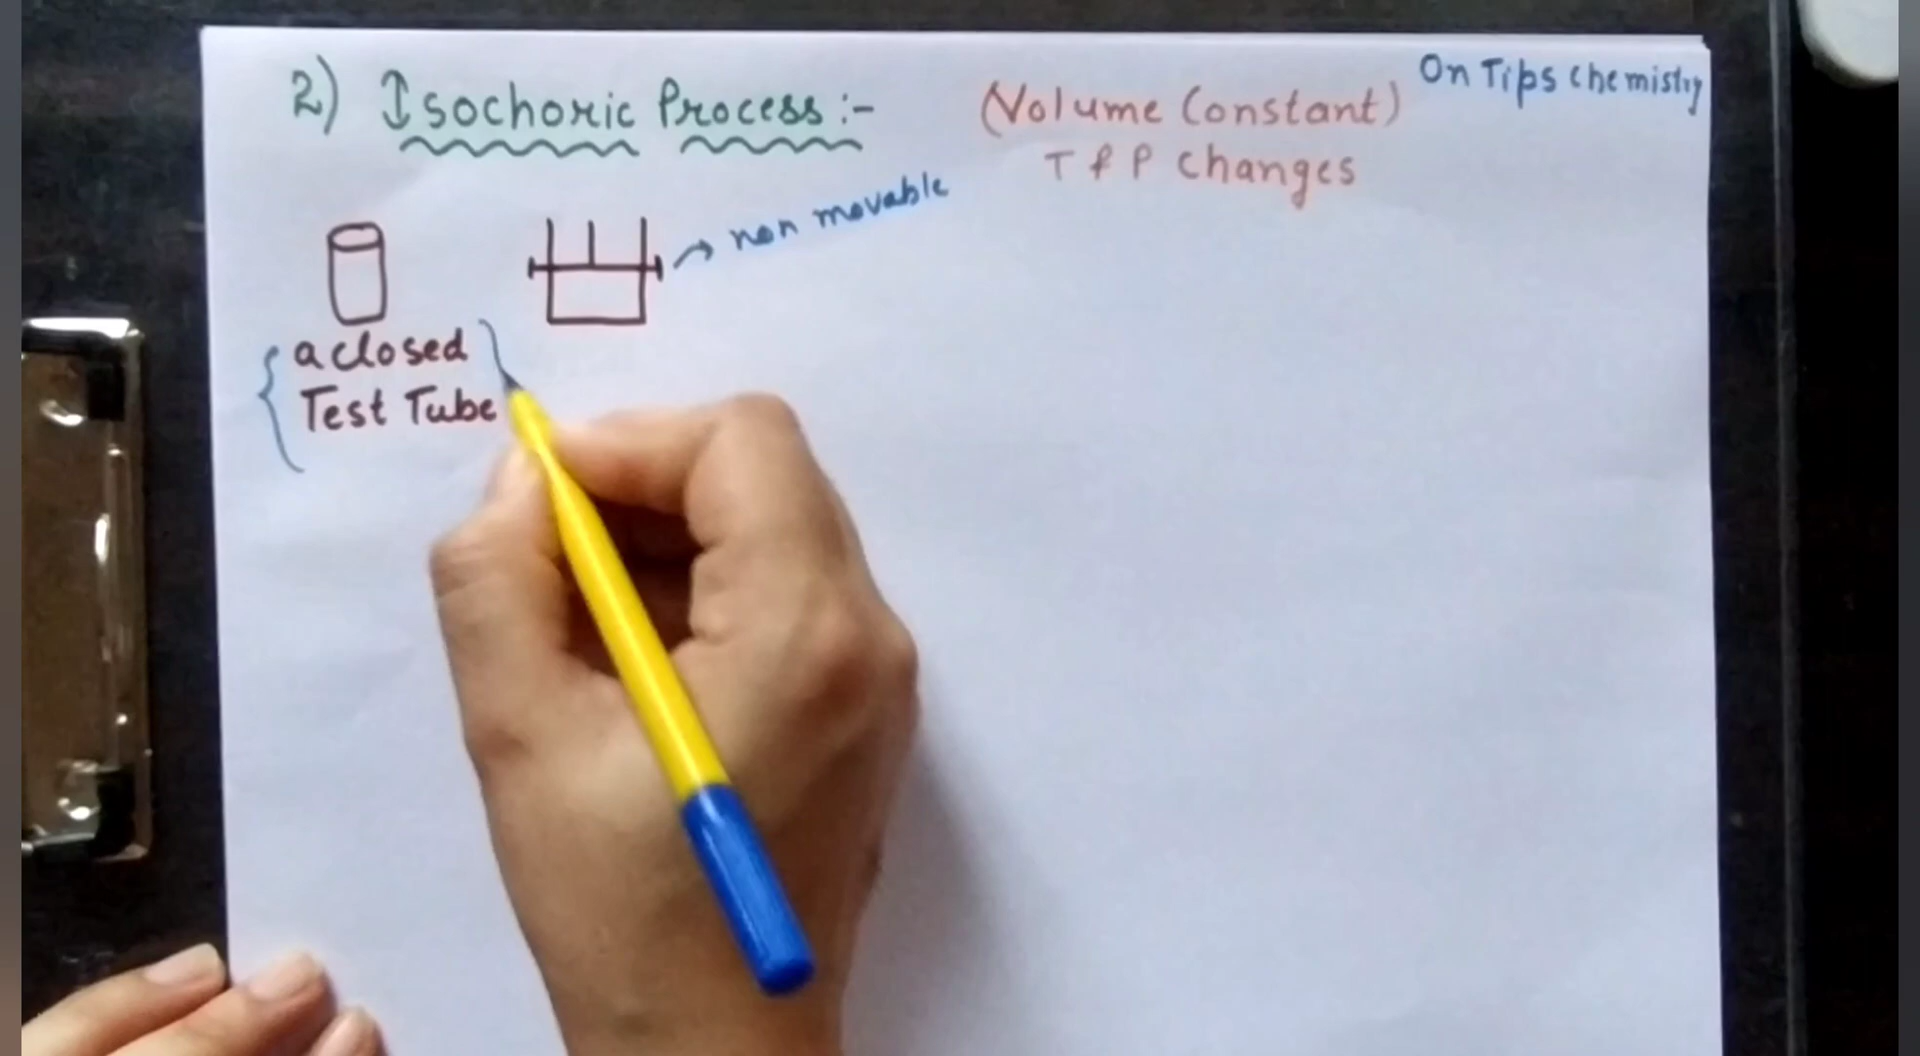 2) Isochoric Process :-
(Volume Constant)
On Tips chemistry
T & P Changes
→ non movable
a closed
Test Tube